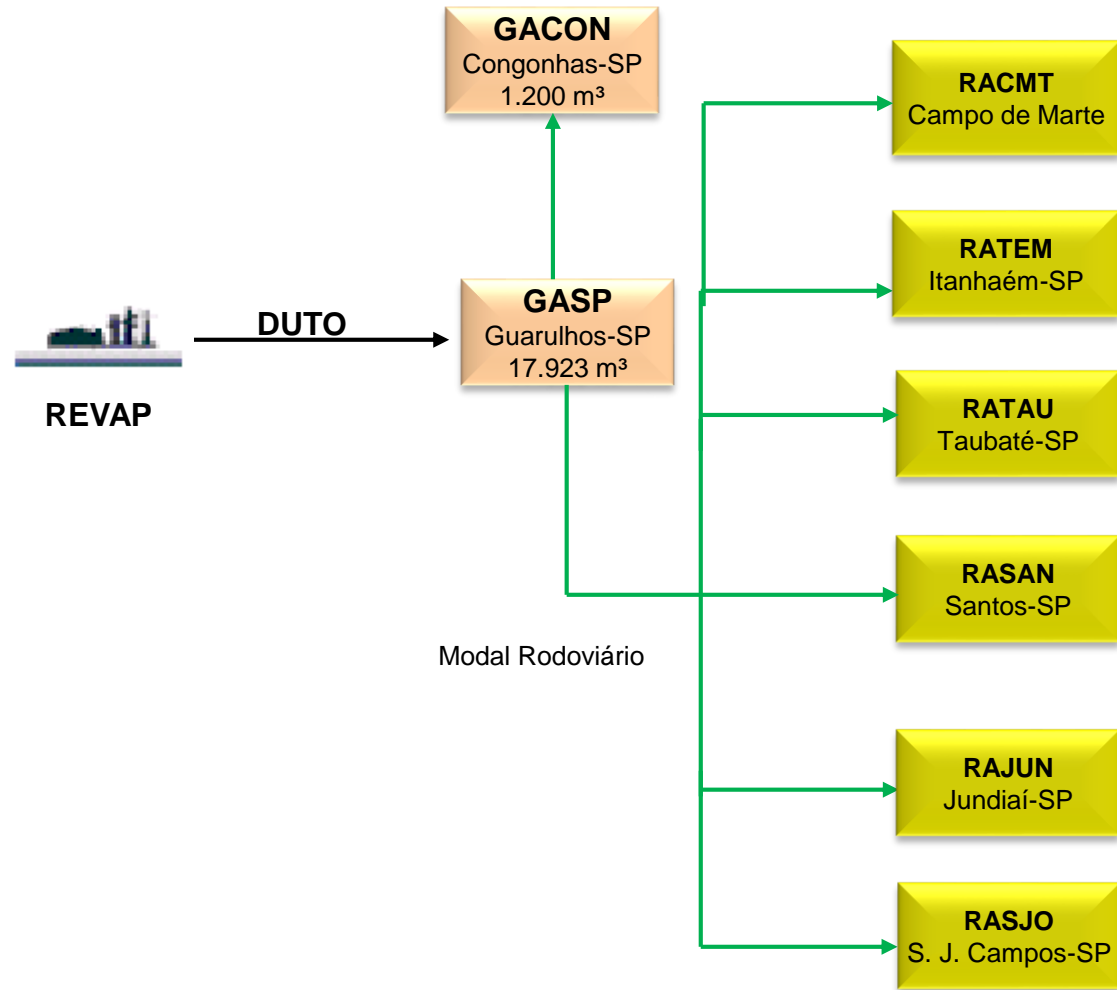 GACON
Congonhas-SP
1.200 m³
RACMT
Campo de Marte
RATEM
Itanhaém-SP
GASP
Guarulhos-SP
17.923 m³
DUTO
REVAP
RATAU
Taubaté-SP
RASAN
Santos-SP
Modal Rodoviário
RAJUN
Jundiaí-SP
RASJO
S. J. Campos-SP